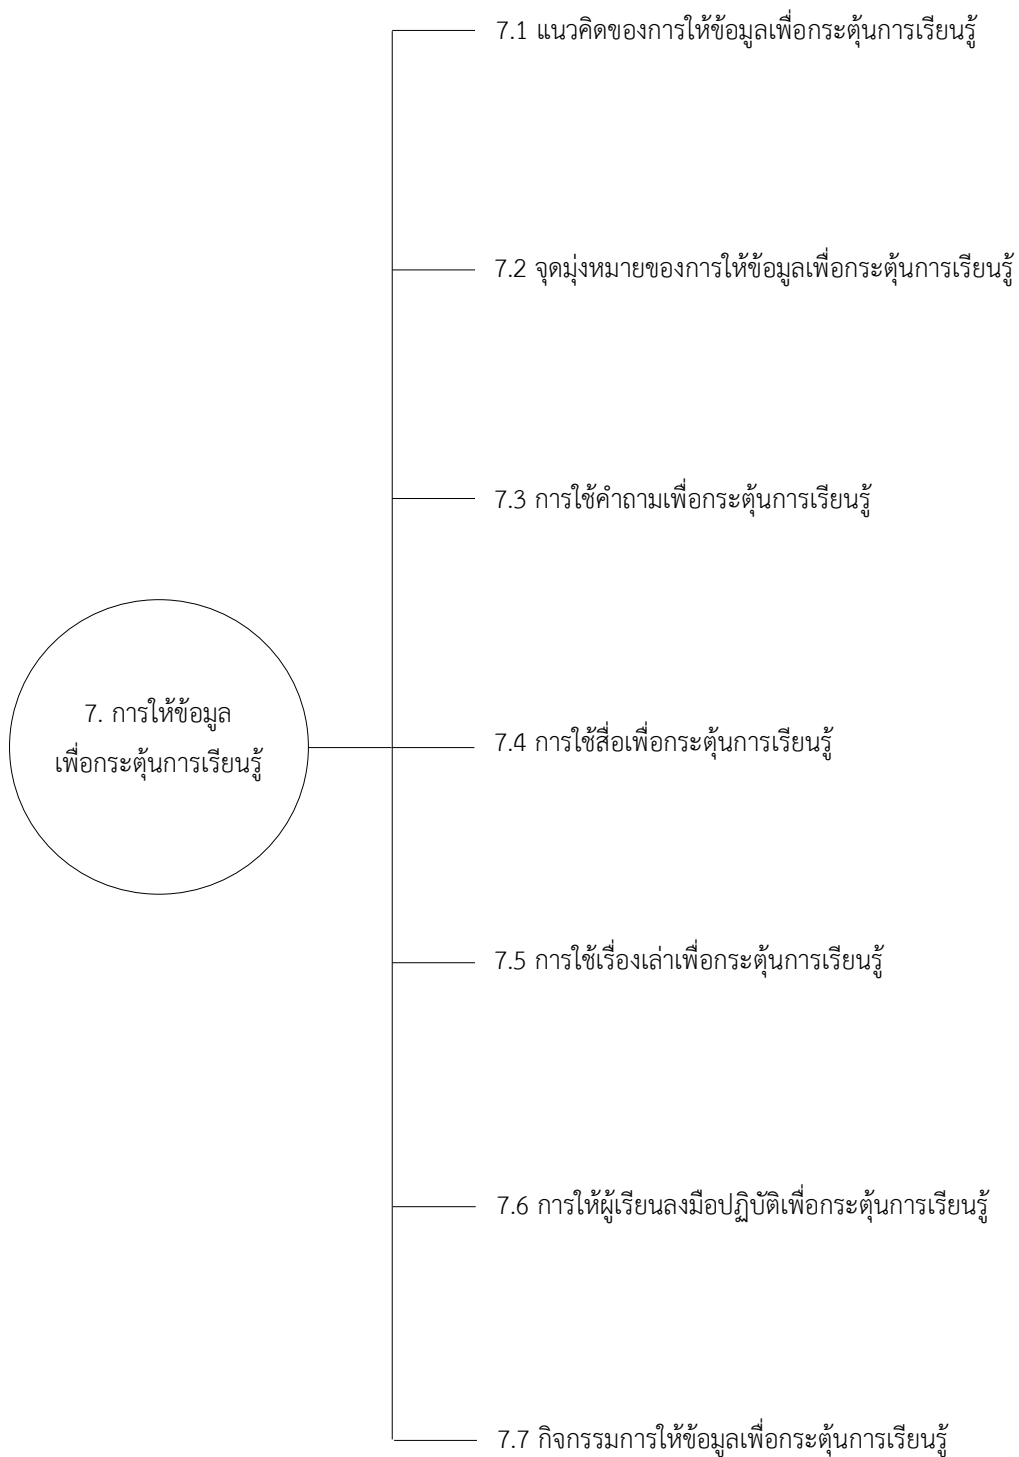 7.1 แนวคิดของการให้ข้อมูลเพื่อกระตุ้นการเรียนรู้
7.2 จุดมุ่งหมายของการให้ข้อมูลเพื่อกระตุ้นการเรียนรู้
7.3 การใช้คำถามเพื่อกระตุ้นการเรียนรู้
7. การให้ข้อมูล
เพื่อกระตุ้นการเรียนรู้
7.4 การใช้สื่อเพื่อกระตุ้นการเรียนรู้
7.5 การใช้เรื่องเล่าเพื่อกระตุ้นการเรียนรู้
7.6 การให้ผู้เรียนลงมือปฏิบัติเพื่อกระตุ้นการเรียนรู้
7.7 กิจกรรมการให้ข้อมูลเพื่อกระตุ้นการเรียนรู้